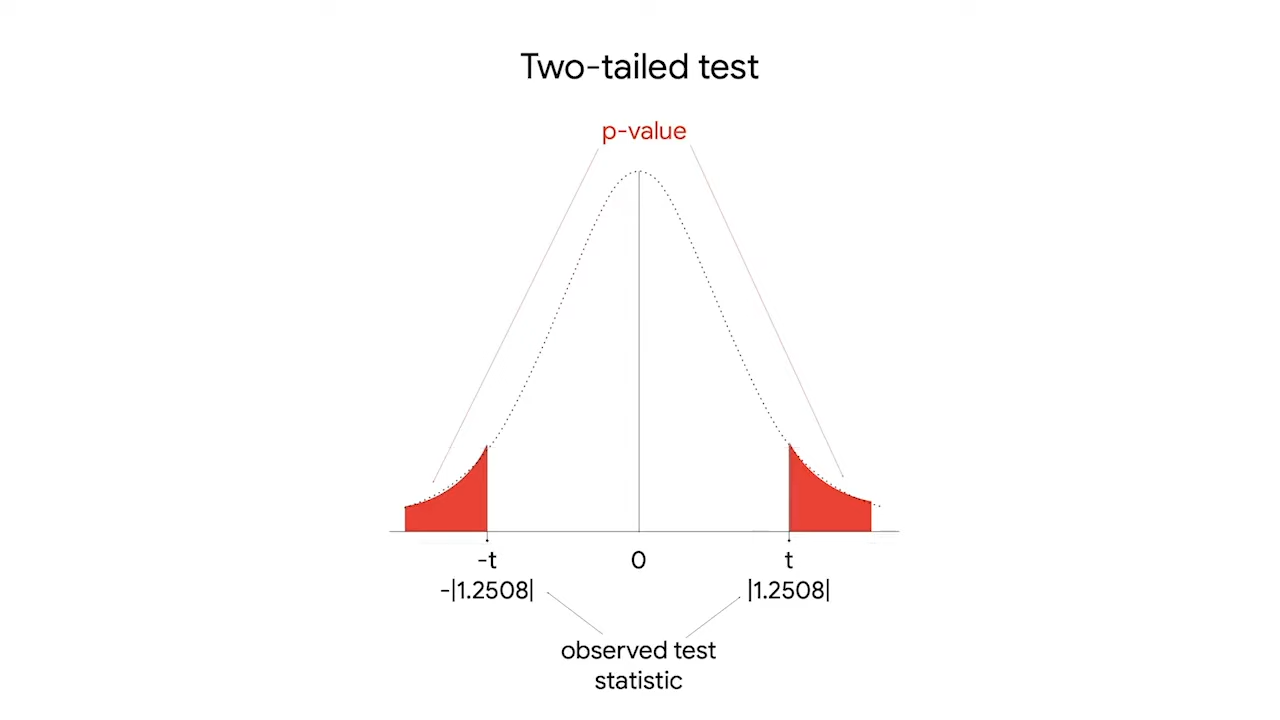 Two-tailed test
p-value
-t 0 t
-|1.2508| |1.2508|
observed test
statistic